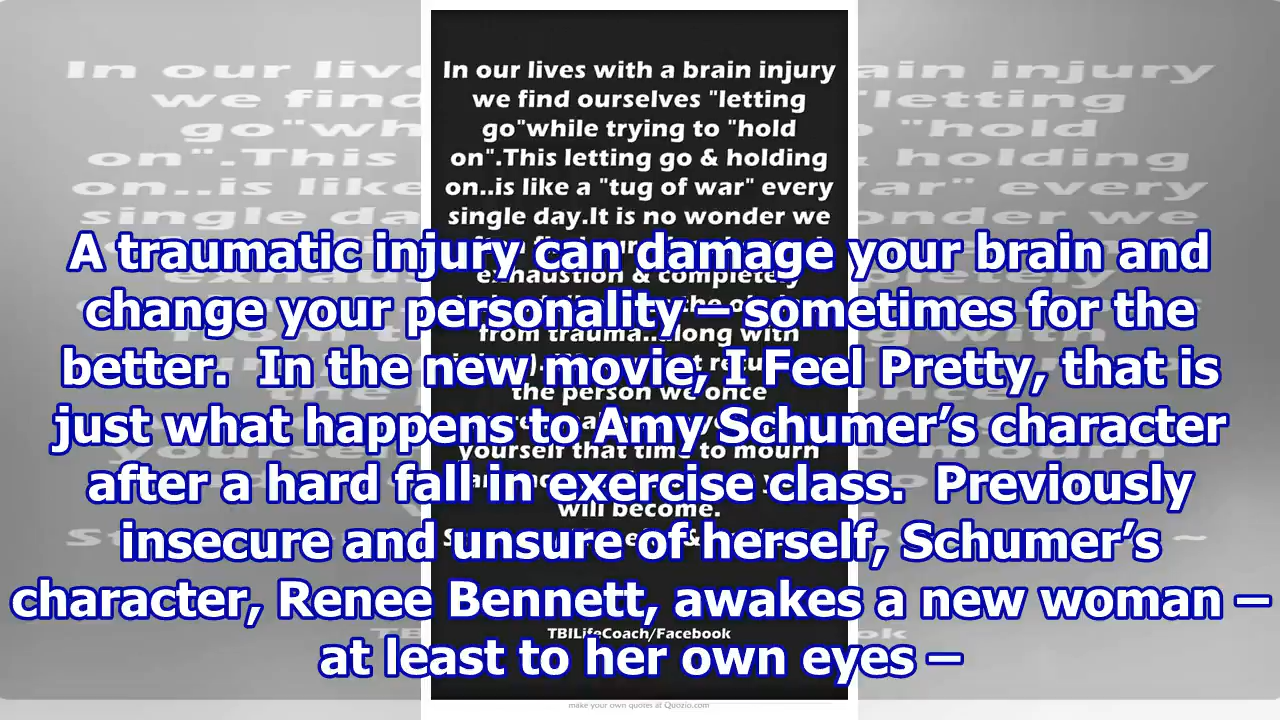 In our lives with a brain injury
we find ourselves "letting
go"while trying to "hold
on".This letting go & holding
on..is like a "tug of war" every
single day.It is no wonder we
A traumatic injury can damage your brain and
exhaustion & completely
change your personality – sometimes for the
from trauma..along with
better.  In the new movie, I Feel Pretty, that is
the person we once
just what happens to Amy Schumer’s character
yourself that time to mourn
after a hard fall in exercise class.  Previously
will become.
insecure and unsure of herself, Schumer’s
character, Renee Bennett, awakes a new woman –
TBILifeCoach/Facebook
at least to her own eyes –
make your own quotes at Quozio.com